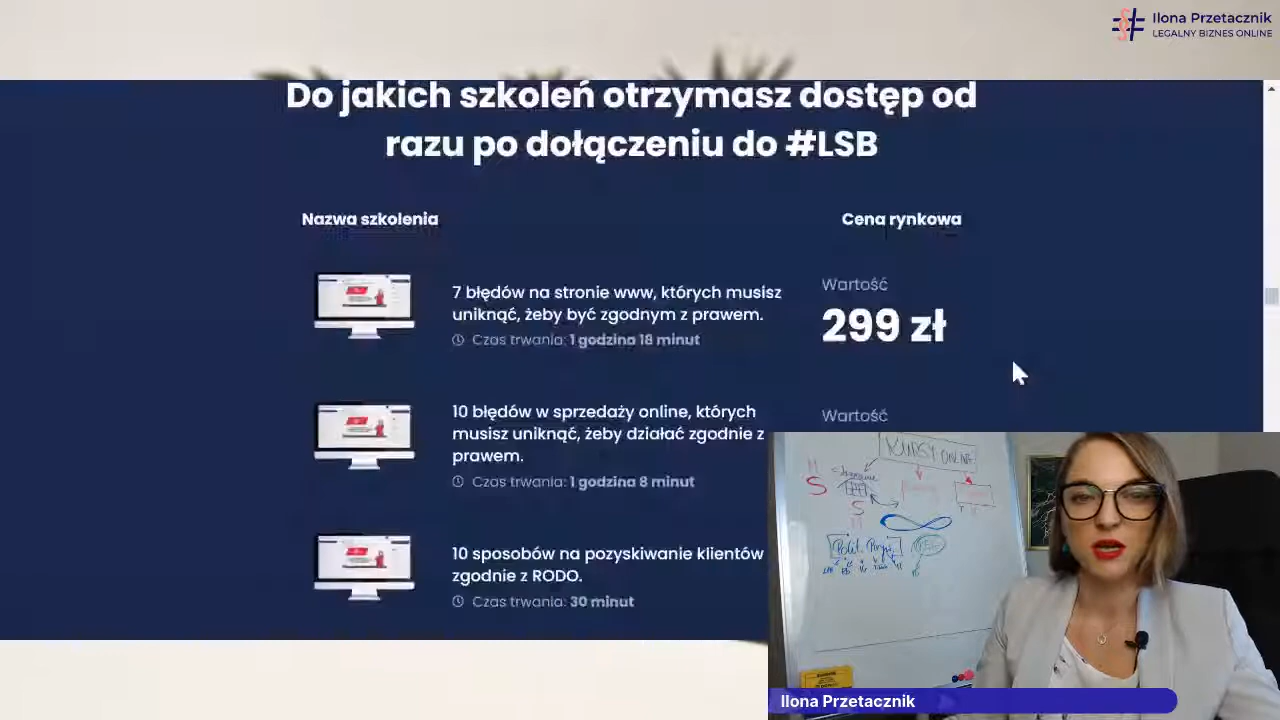 Ilona Przetacznik
LEGALNY BIZNES ONLINE
Do jakich szkoleń otrzymasz dostęp od
razu po dołączeniu do #LSB
Nazwa szkolenia
Cena rynkowa
7 błędów na stronie www, których musisz
uniknąć, żeby być zgodnym z prawem.
Czas trwania: 1 godzina 18 minut
Wartość
299 zł
10 błędów w sprzedaży online, których
musisz uniknąć, żeby działać zgodnie z
prawem.
Czas trwania: 1 godzina 8 minut
Wartość
10 sposobów na pozyskiwanie klientów
zgodnie z RODO.
Czas trwania: 30 minut
KURSY ONLINE
S
S
Polit. Pryw.
Ilona Przetacznik